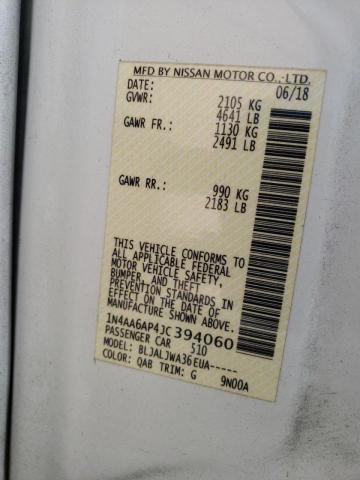 MFD BY NISSAN MOTOR CO.,LTD.
DATE: 06/18
GVWR: 2105 KG
4641 LB
GAWR FR.: 1130 KG
2491 LB
GAWR RR.: 990 KG
2183 LB
THIS VEHICLE CONFORMS TO
ALL APPLICABLE FEDERAL
MOTOR VEHICLE SAFETY,
BUMPER, AND THEFT
PREVENTION STANDARDS IN
EFFECT ON THE DATE OF
MANUFACTURE SHOWN ABOVE.
1N4AA6AP4JC394060
PASSENGER CAR 510
MODEL: BLJALJWA36EUA-----
COLOR: QAB TRIM: G 9N00A